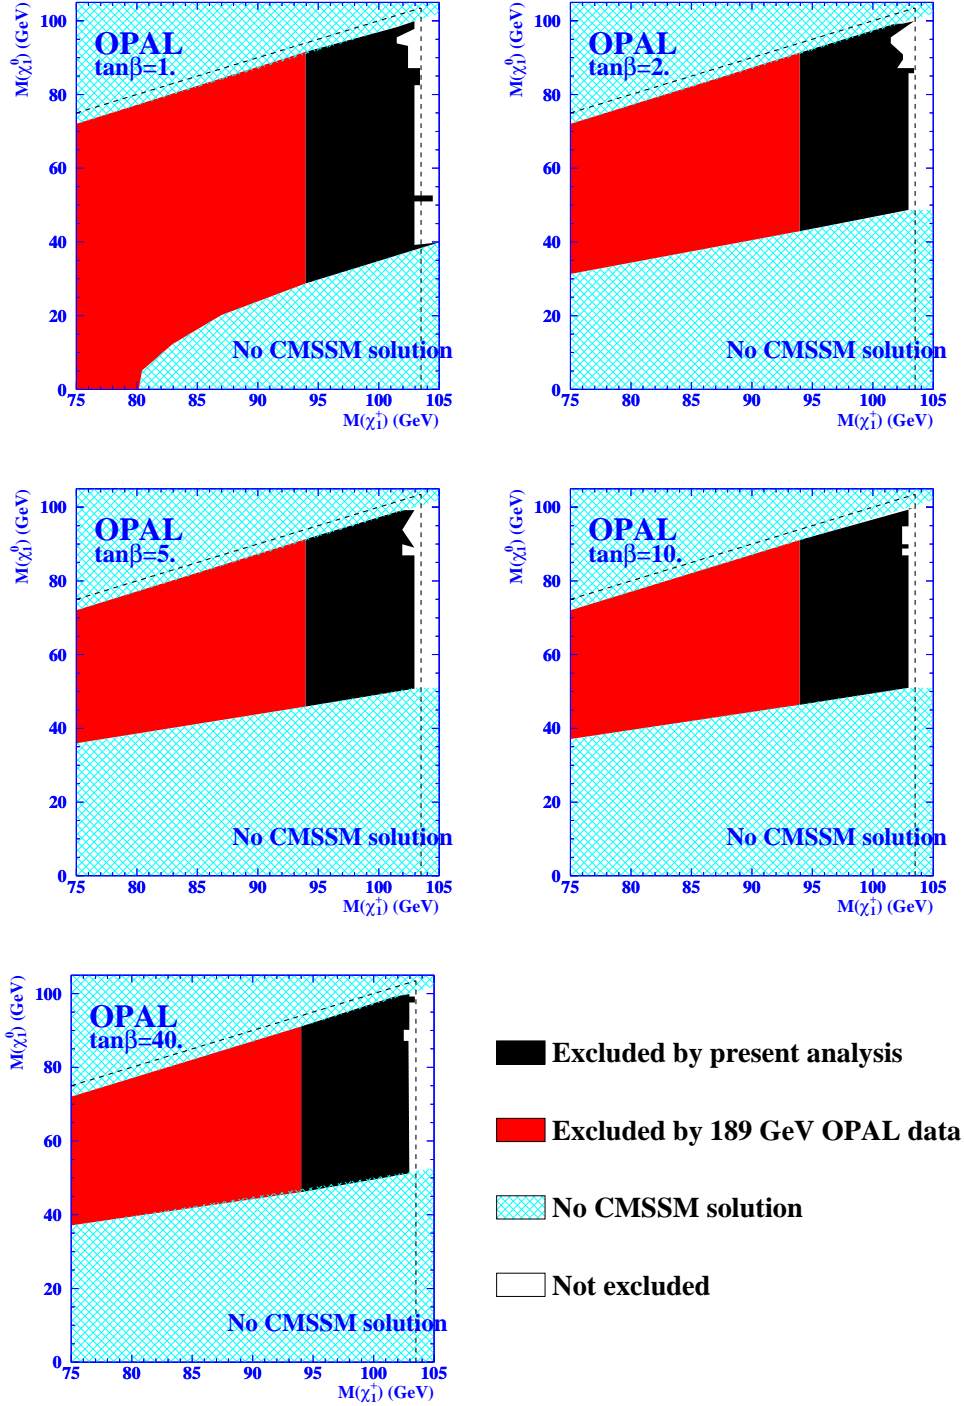 M(χ₁⁰) (GeV)
OPAL
tanβ=1.
100
80
60
40
20
0
No CMSSM solution
75 80 85 90 95 100 105
M(χ₁⁺) (GeV)
M(χ₁⁰) (GeV)
OPAL
tanβ=2.
100
80
60
40
20
0
No CMSSM solution
75 80 85 90 95 100 105
M(χ₁⁺) (GeV)
M(χ₁⁰) (GeV)
OPAL
tanβ=5.
100
80
60
40
20
0
No CMSSM solution
75 80 85 90 95 100 105
M(χ₁⁺) (GeV)
M(χ₁⁰) (GeV)
OPAL
tanβ=10.
100
80
60
40
20
0
No CMSSM solution
75 80 85 90 95 100 105
M(χ₁⁺) (GeV)
M(χ₁⁰) (GeV)
OPAL
tanβ=40.
100
80
60
40
20
0
No CMSSM solution
75 80 85 90 95 100 105
M(χ₁⁺) (GeV)
Excluded by present analysis
Excluded by 189 GeV OPAL data
No CMSSM solution
Not excluded